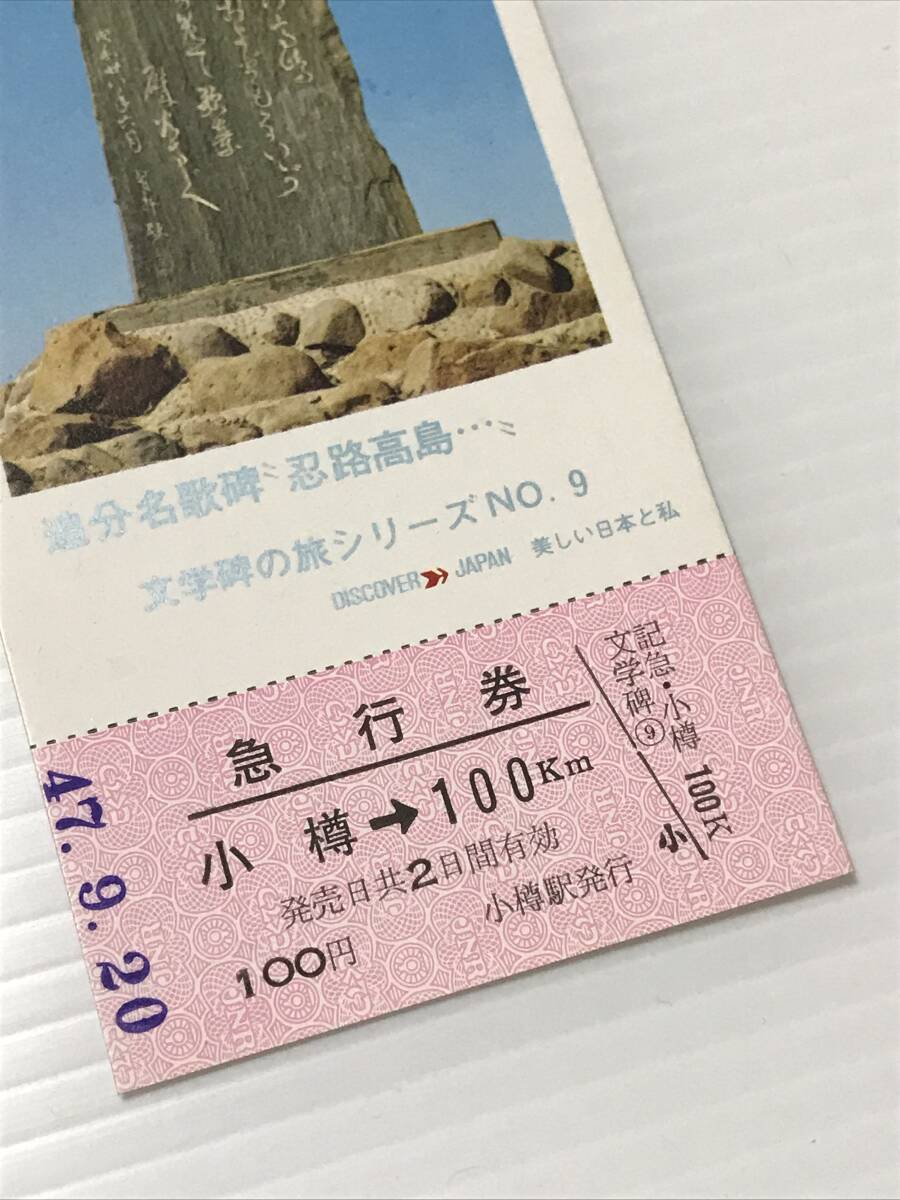 追分名歌碑〝忍路高島…〟
文学碑の旅シリーズNO.9
DISCOVER JAPAN 美しい日本と私
急行券
小樽→100Km
発売日共2日間有効
100円 小樽駅発行
記急・小樽
文学碑⑨
100K
小
47.9.20